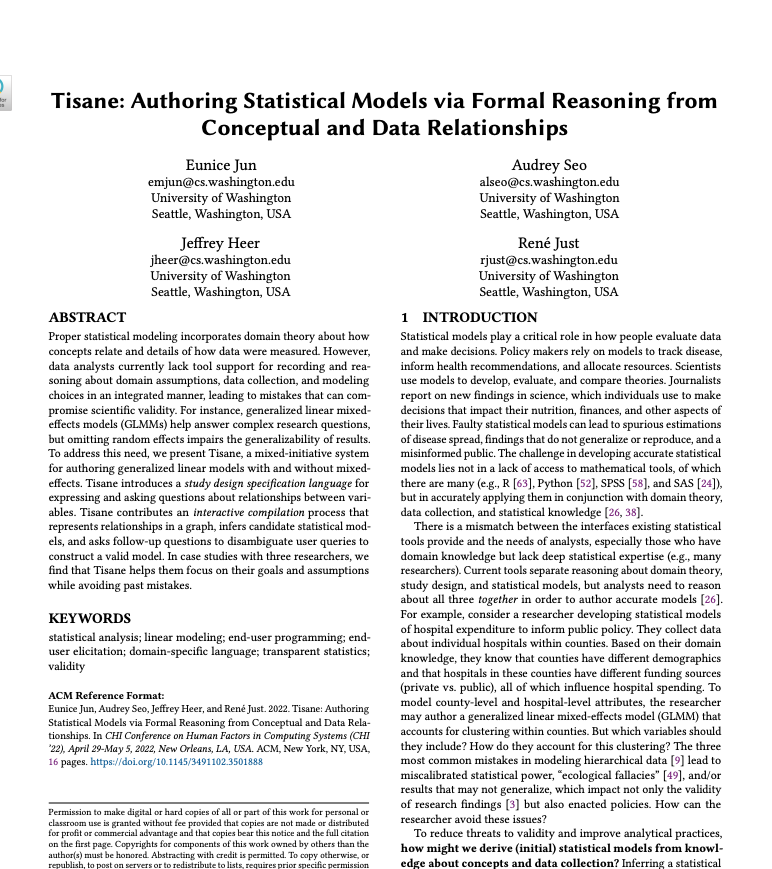 Tisane: Authoring Statistical Models via Formal Reasoning from
Conceptual and Data Relationships
Eunice Jun
emjun@cs.washington.edu
University of Washington
Seattle, Washington, USA
Audrey Seo
alseo@cs.washington.edu
University of Washington
Seattle, Washington, USA
Jeffrey Heer
jheer@cs.washington.edu
University of Washington
Seattle, Washington, USA
René Just
rjust@cs.washington.edu
University of Washington
Seattle, Washington, USA
ABSTRACT
Proper statistical modeling incorporates domain theory about how
concepts relate and details of how data were measured. However,
data analysts currently lack tool support for recording and rea-
soning about domain assumptions, data collection, and modeling
choices in an integrated manner, leading to mistakes that can com-
promise scientific validity. For instance, generalized linear mixed-
effects models (GLMMs) help answer complex research questions,
but omitting random effects impairs the generalizability of results.
To address this need, we present Tisane, a mixed-initiative system
for authoring generalized linear models with and without mixed-
effects. Tisane introduces a study design specification language for
expressing and asking questions about relationships between vari-
ables. Tisane contributes an interactive compilation process that
represents relationships in a graph, infers candidate statistical mod-
els, and asks follow-up questions to disambiguate user queries to
construct a valid model. In case studies with three researchers, we
find that Tisane helps them focus on their goals and assumptions
while avoiding past mistakes.
KEYWORDS
statistical analysis; linear modeling; end-user programming; end-
user elicitation; domain-specific language; transparent statistics;
validity
ACM Reference Format:
Eunice Jun, Audrey Seo, Jeffrey Heer, and René Just. 2022. Tisane: Authoring
Statistical Models via Formal Reasoning from Conceptual and Data Rela-
tionships. In CHI Conference on Human Factors in Computing Systems (CHI
'22), April 29-May 5, 2022, New Orleans, LA, USA. ACM, New York, NY, USA,
16 pages. https://doi.org/10.1145/3491102.3501888
Permission to make digital or hard copies of all or part of this work for personal or
classroom use is granted without fee provided that copies are not made or distributed
for profit or commercial advantage and that copies bear this notice and the full citation
on the first page. Copyrights for components of this work owned by others than the
author(s) must be honored. Abstracting with credit is permitted. To copy otherwise, or
republish, to post on servers or to redistribute to lists, requires prior specific permission
1 INTRODUCTION
Statistical models play a critical role in how people evaluate data
and make decisions. Policy makers rely on models to track disease,
inform health recommendations, and allocate resources. Scientists
use models to develop, evaluate, and compare theories. Journalists
report on new findings in science, which individuals use to make
decisions that impact their nutrition, finances, and other aspects of
their lives. Faulty statistical models can lead to spurious estimations
of disease spread, findings that do not generalize or reproduce, and a
misinformed public. The challenge in developing accurate statistical
models lies not in a lack of access to mathematical tools, of which
there are many (e.g., R [63], Python [52], SPSS [58], and SAS [24]),
but in accurately applying them in conjunction with domain theory,
data collection, and statistical knowledge [26, 38].
There is a mismatch between the interfaces existing statistical
tools provide and the needs of analysts, especially those who have
domain knowledge but lack deep statistical expertise (e.g., many
researchers). Current tools separate reasoning about domain theory,
study design, and statistical models, but analysts need to reason
about all three together in order to author accurate models [26].
For example, consider a researcher developing statistical models
of hospital expenditure to inform public policy. They collect data
about individual hospitals within counties. Based on their domain
knowledge, they know that counties have different demographics
and that hospitals in these counties have different funding sources
(private vs. public), all of which influence hospital spending. To
model county-level and hospital-level attributes, the researcher
may author a generalized linear mixed-effects model (GLMM) that
accounts for clustering within counties. But which variables should
they include? How do they account for this clustering? The three
most common mistakes in modeling hierarchical data [9] lead to
miscalibrated statistical power, “ecological fallacies” [49], and/or
results that may not generalize, which impact not only the validity
of research findings [3] but also enacted policies. How can the
researcher avoid these issues?
To reduce threats to validity and improve analytical practices,
how might we derive (initial) statistical models from knowl-
edge about concepts and data collection? Inferring a statistical